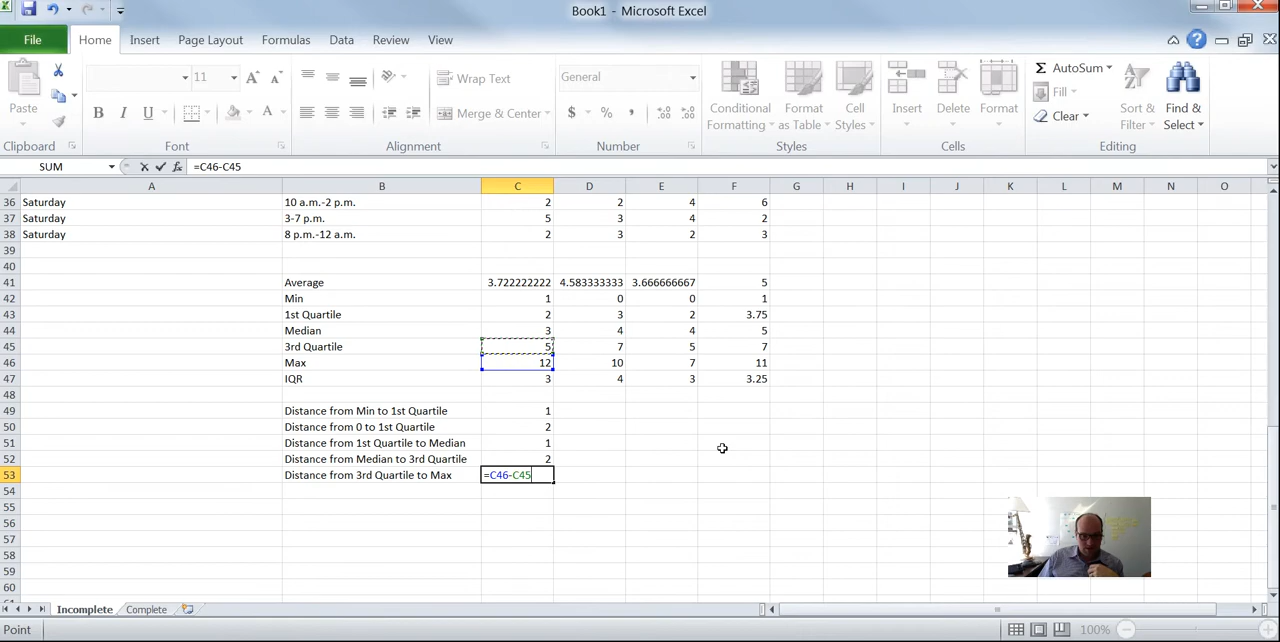 Book1 - Microsoft Excel
File Home Insert Page Layout Formulas Data Review View
11 Wrap Text General AutoSum
Paste Conditional Formatting Format as Table Cell Styles Insert Delete Format Fill Sort & Filter Find & Select
B I U Merge & Center $ % , .0 .00 .00 .0 Clear
Clipboard Font Alignment Number Styles Cells Editing
SUM fx =C46-C45
A B C D E F G H I J K L M N O
36 Saturday 10 a.m.-2 p.m. 2 2 4 6
37 Saturday 3-7 p.m. 5 3 4 2
38 Saturday 8 p.m.-12 a.m. 2 3 2 3
39
40
41 Average 3.722222222 4.583333333 3.666666667 5
42 Min 1 0 0 1
43 1st Quartile 2 3 2 3.75
44 Median 3 4 4 5
45 3rd Quartile 5 7 5 7
46 Max 12 10 7 11
47 IQR 3 4 3 3.25
48
49 Distance from Min to 1st Quartile 1
50 Distance from 0 to 1st Quartile 2
51 Distance from 1st Quartile to Median 1
52 Distance from Median to 3rd Quartile 2
53 Distance from 3rd Quartile to Max =C46-C45
54
55
56
57
58
59
60
Incomplete Complete
Point 100%